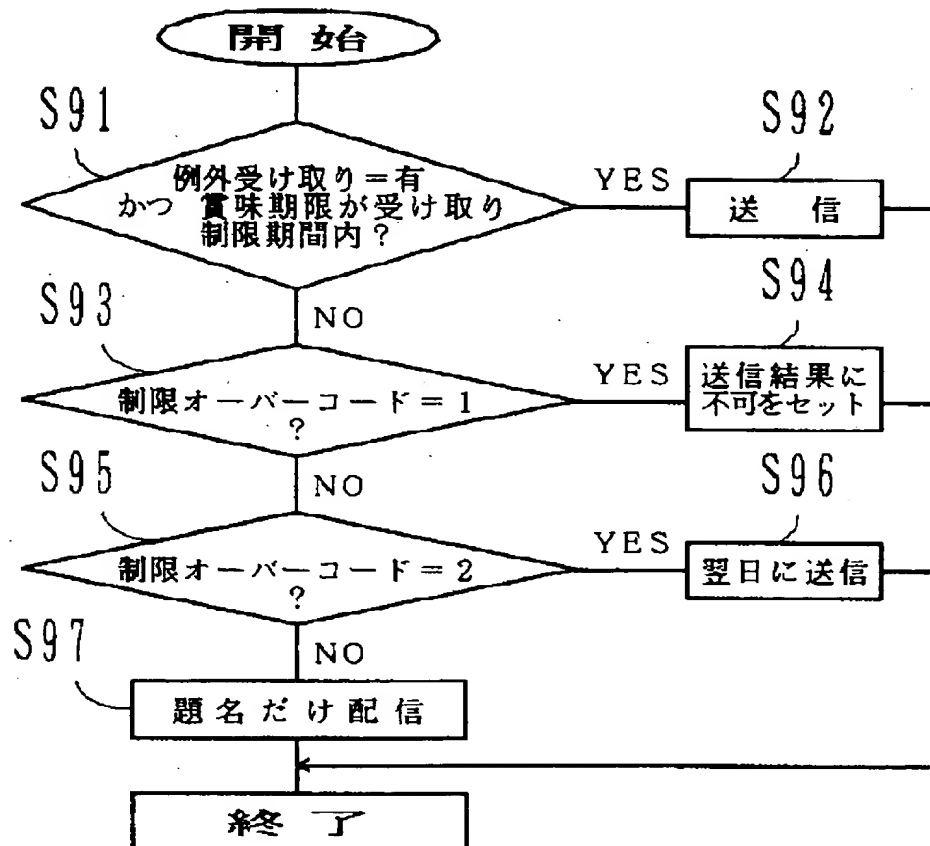 開始
S91
例外受け取り＝有
かつ 賞味期限が受け取り
制限期間内？
YES
S92
送信
NO
S93
制限オーバーコード＝1
？
YES
S94
送信結果に
不可をセット
NO
S95
制限オーバーコード＝2
？
YES
S96
翌日に送信
NO
S97
題名だけ配信
終了